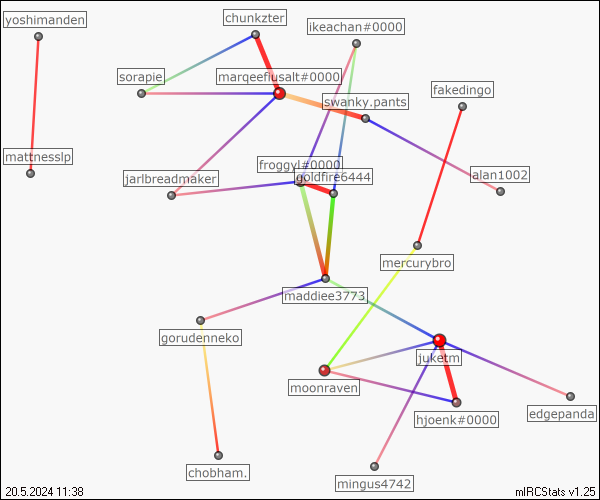 yoshimanden
chunkzter
ikeachan#0000
sorapie
marqeefiusalt#0000
swanky.pants
fakedingo
mattnesslp
jarlbreadmaker
froggyl#0000
goldfire6444
alan1002
mercurybro
maddiee3773
gorudenneko
juketm
moonraven
hjoenk#0000
edgepanda
chobham.
mingus4742
20.5.2024 11:38
mIRCStats v1.25